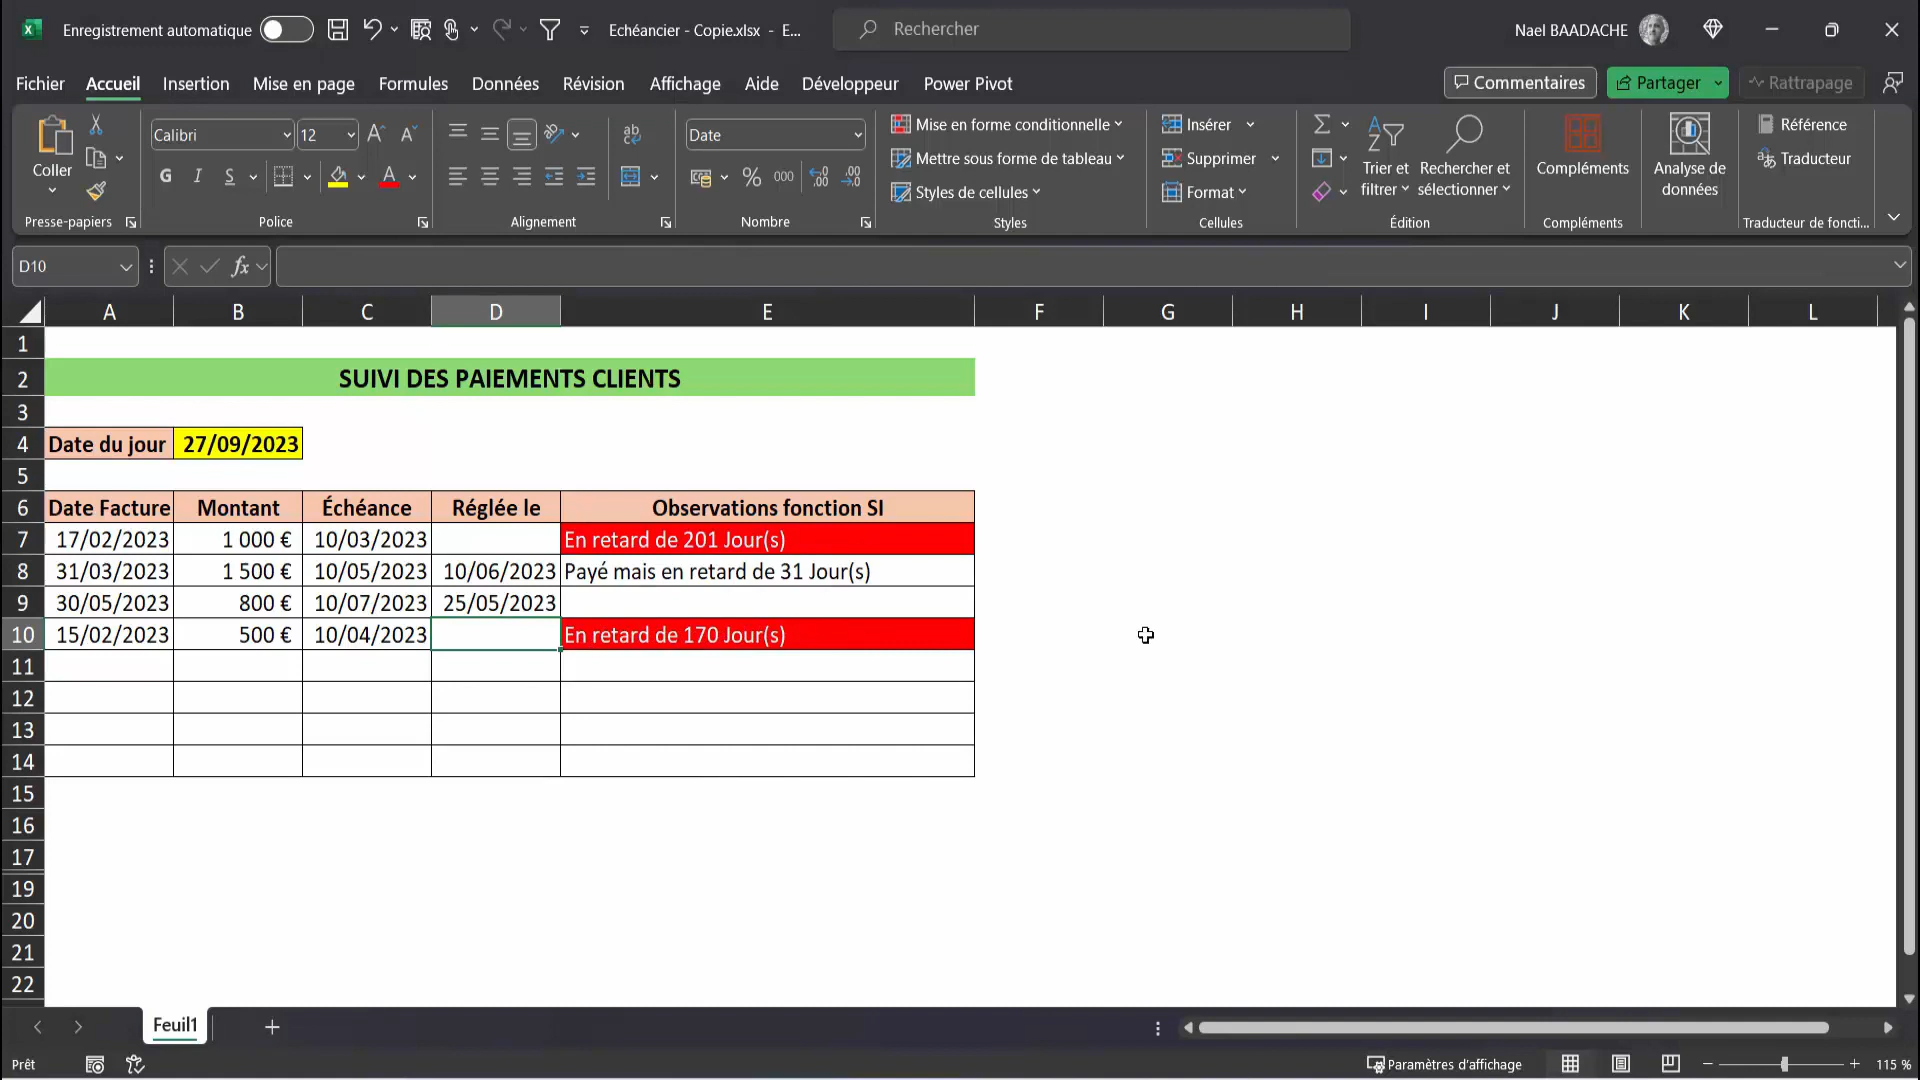 Enregistrement automatique
Echéancier - Copie.xlsx - E...
Rechercher
Nael BAADACHE
Fichier Accueil Insertion Mise en page Formules Données Révision Affichage Aide Développeur Power Pivot
Commentaires Partager Rattrapage
Coller
Presse-papiers
Calibri 12
G I S A
Police
Alignement
Date
% 000
Nombre
Mise en forme conditionnelle
Mettre sous forme de tableau
Styles de cellules
Styles
Insérer
Supprimer
Format
Cellules
Trier et
filtrer
Rechercher et
sélectionner
Édition
Compléments
Compléments
Analyse de
données
Référence
Traducteur
Traducteur de foncti...
D10 fx
A B C D E F G H I J K L
1
2 SUIVI DES PAIEMENTS CLIENTS
3
4 Date du jour 27/09/2023
5
6 Date Facture Montant Échéance Réglée le Observations fonction SI
7 17/02/2023 1 000 € 10/03/2023 En retard de 201 Jour(s)
8 31/03/2023 1 500 € 10/05/2023 10/06/2023 Payé mais en retard de 31 Jour(s)
9 30/05/2023 800 € 10/07/2023 25/05/2023
10 15/02/2023 500 € 10/04/2023 En retard de 170 Jour(s)
11
12
13
14
15
16
17
19
20
21
22
Feuil1
Prêt
Paramètres d'affichage
115 %